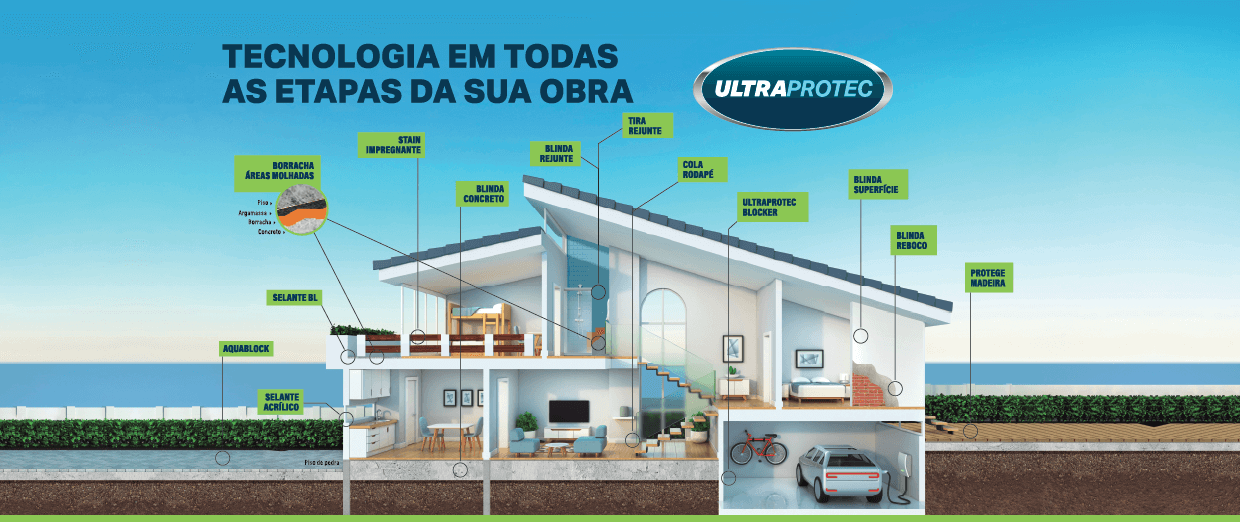 TECNOLOGIA EM TODAS
AS ETAPAS DA SUA OBRA
ULTRAPROTEC
TIRA
REJUNTE
STAIN
IMPREGNANTE
BLINDA
REJUNTE
BORRACHA
ÁREAS MOLHADAS
COLA
RODAPÉ
BLINDA
SUPERFÍCIE
BLINDA
CONCRETO
ULTRAPROTEC
BLOCKER
Piso
Argamassa
Borracha
Concreto
BLINDA
REBOCO
PROTEGE
MADEIRA
SELANTE BL
AQUABLOCK
SELANTE
ACRÍLICO
Piso de pedra